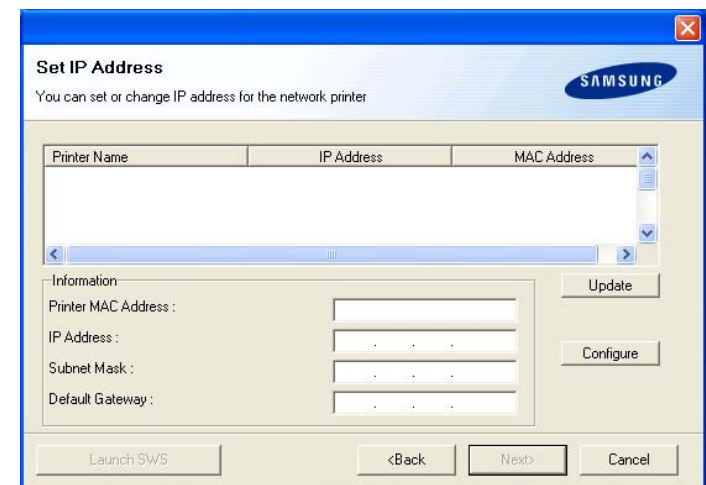 Set IP Address
You can set or change IP address for the network printer
SAMSUNG
Printer Name IP Address MAC Address
Information
Printer MAC Address :
IP Address : . . .
Subnet Mask : . . .
Default Gateway : . . .
Update
Configure
Launch SWS <Back Next> Cancel